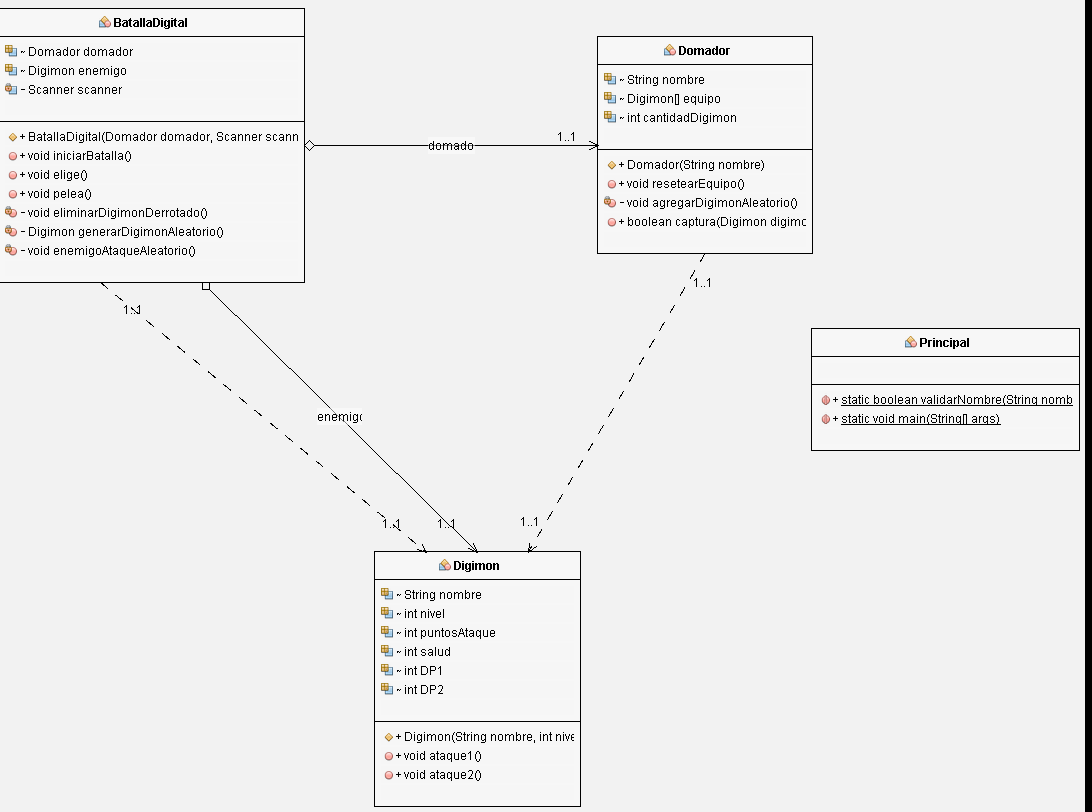 BatallaDigital
~ Domador domador
~ Digimon enemigo
- Scanner scanner
+ BatallaDigital(Domador domador, Scanner scann
+ void iniciarBatalla()
+ void elige()
+ void pelea()
- void eliminarDigimonDerrotado()
- Digimon generarDigimonAleatorio()
- void enemigoAtaqueAleatorio()
Domador
~ String nombre
~ Digimon[] equipo
~ int cantidadDigimon
+ Domador(String nombre)
+ void resetearEquipo()
- void agregarDigimonAleatorio()
+ boolean captura(Digimon digimo
domado
1..1
1..1
1..1
enemigo
1..1
1..1
1..1
Principal
+ static boolean validarNombre(String nomb
+ static void main(String[] args)
Digimon
~ String nombre
~ int nivel
~ int puntosAtaque
~ int salud
~ int DP1
~ int DP2
+ Digimon(String nombre, int nive
+ void ataque1()
+ void ataque2()